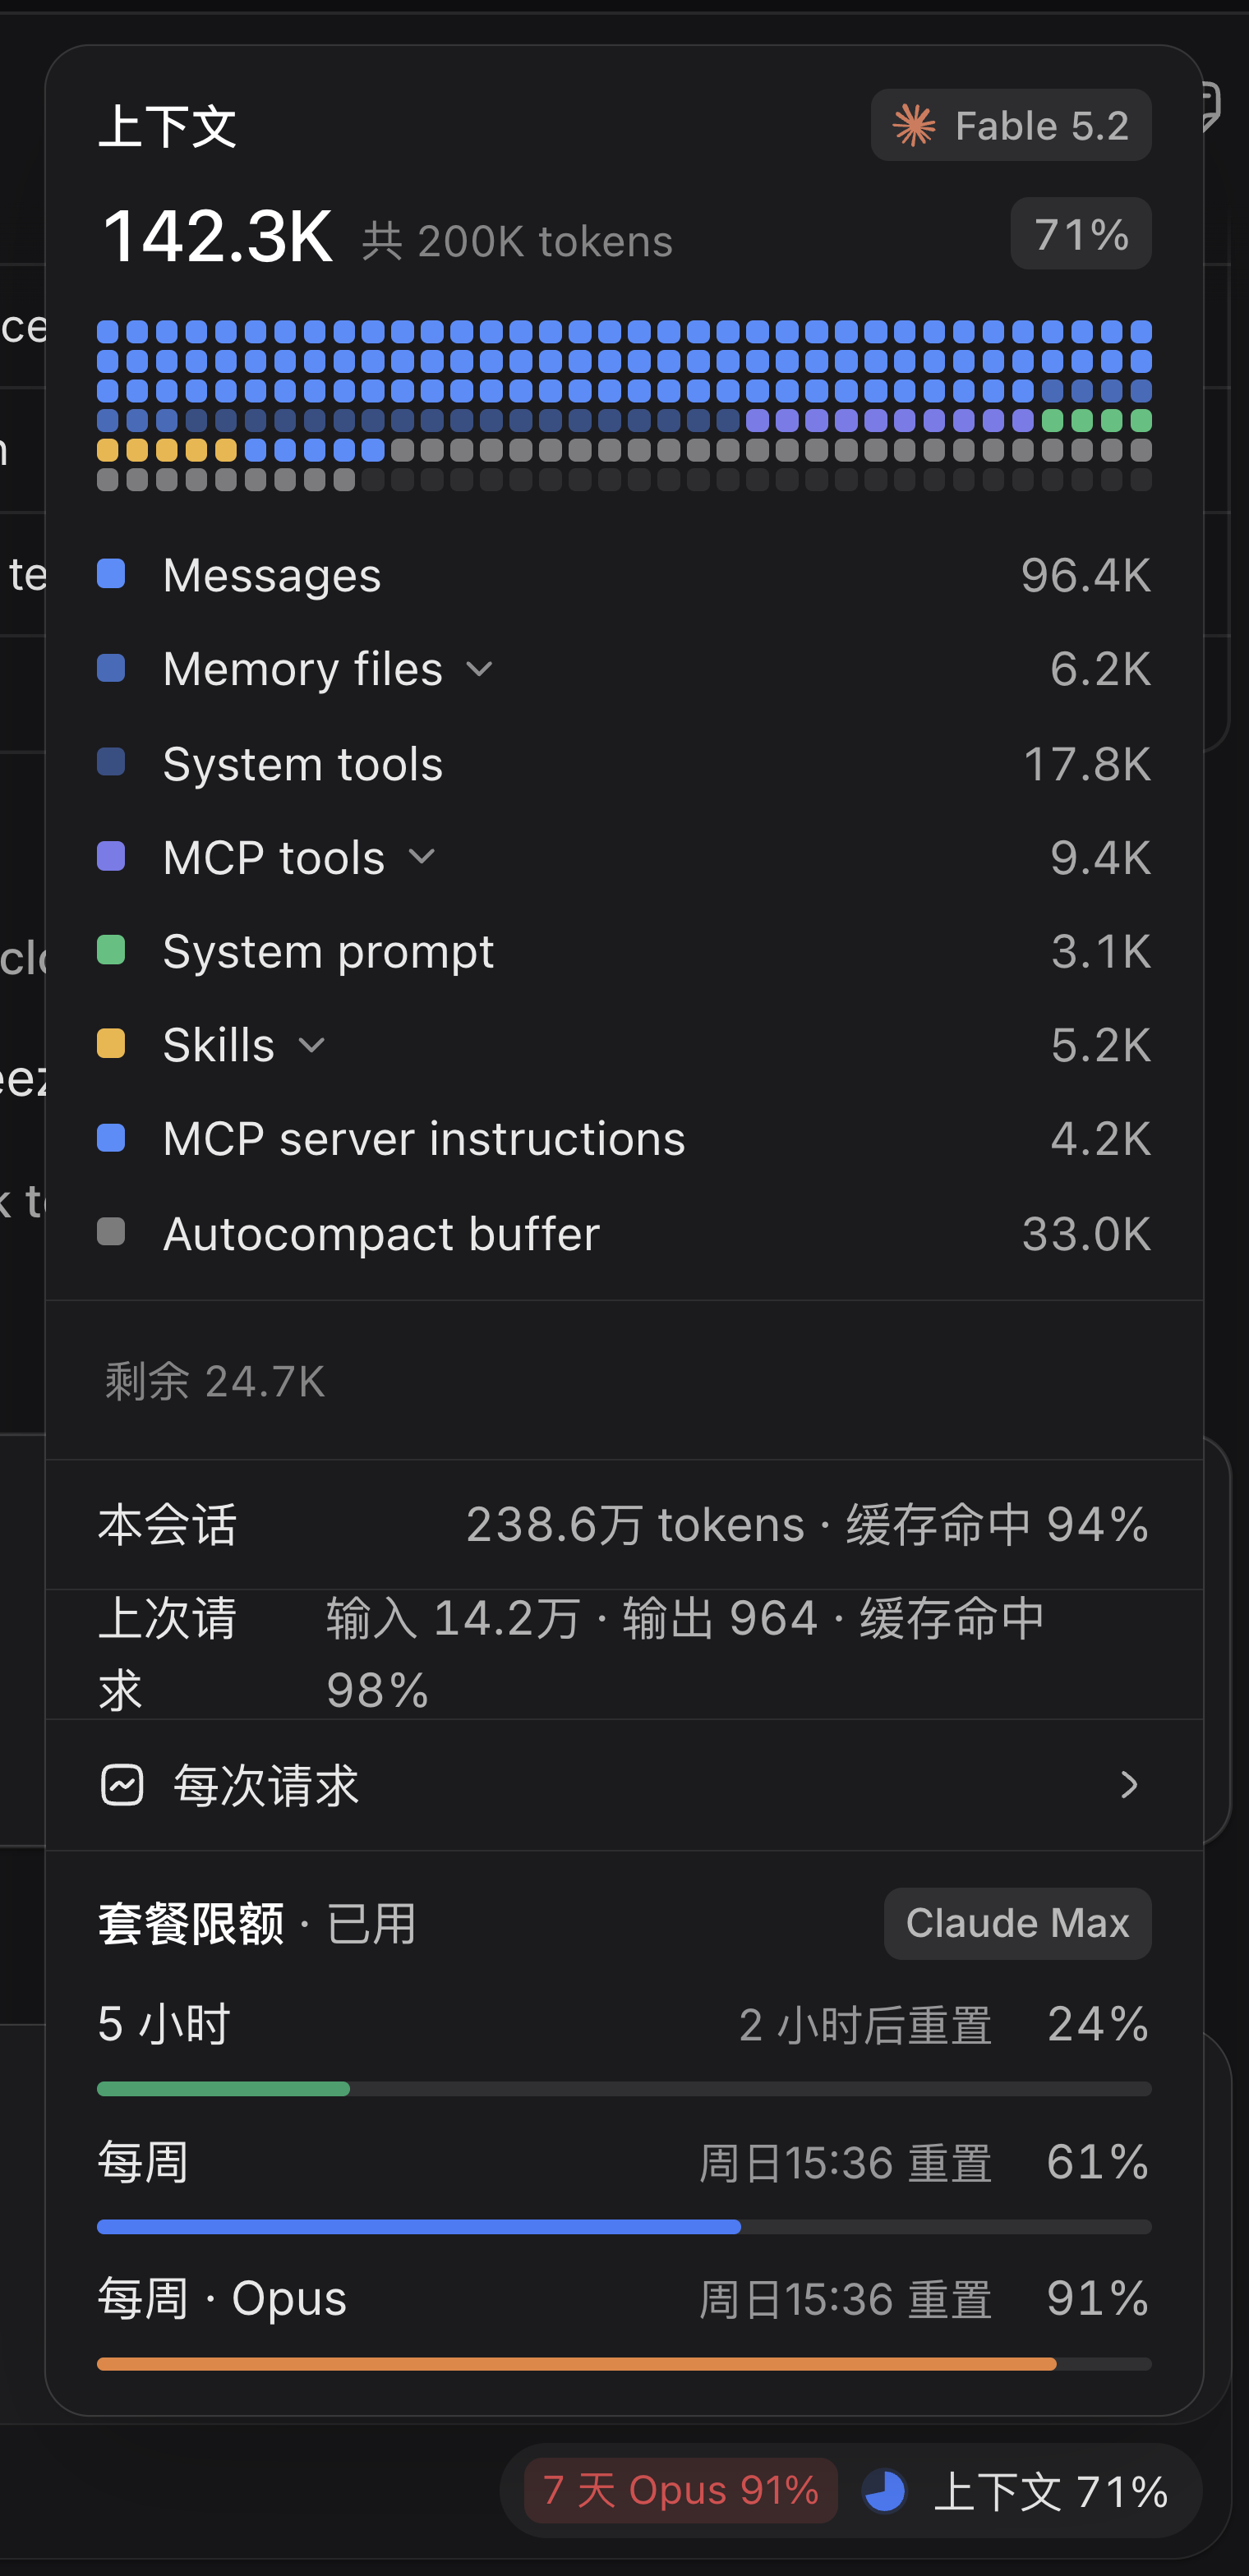 上下文
Fable 5.2
142.3K 共 200K tokens
71%
ce
te
Messages 96.4K
Memory files 6.2K
System tools 17.8K
MCP tools 9.4K
System prompt 3.1K
Skills 5.2K
MCP server instructions 4.2K
Autocompact buffer 33.0K
剩余 24.7K
本会话 238.6万 tokens · 缓存命中 94%
上次请求
输入 14.2万 · 输出 964 · 缓存命中
98%
每次请求
套餐限额 · 已用
Claude Max
5 小时 2 小时后重置 24%
每周 周日15:36 重置 61%
每周 · Opus 周日15:36 重置 91%
7 天 Opus 91% 上下文 71%